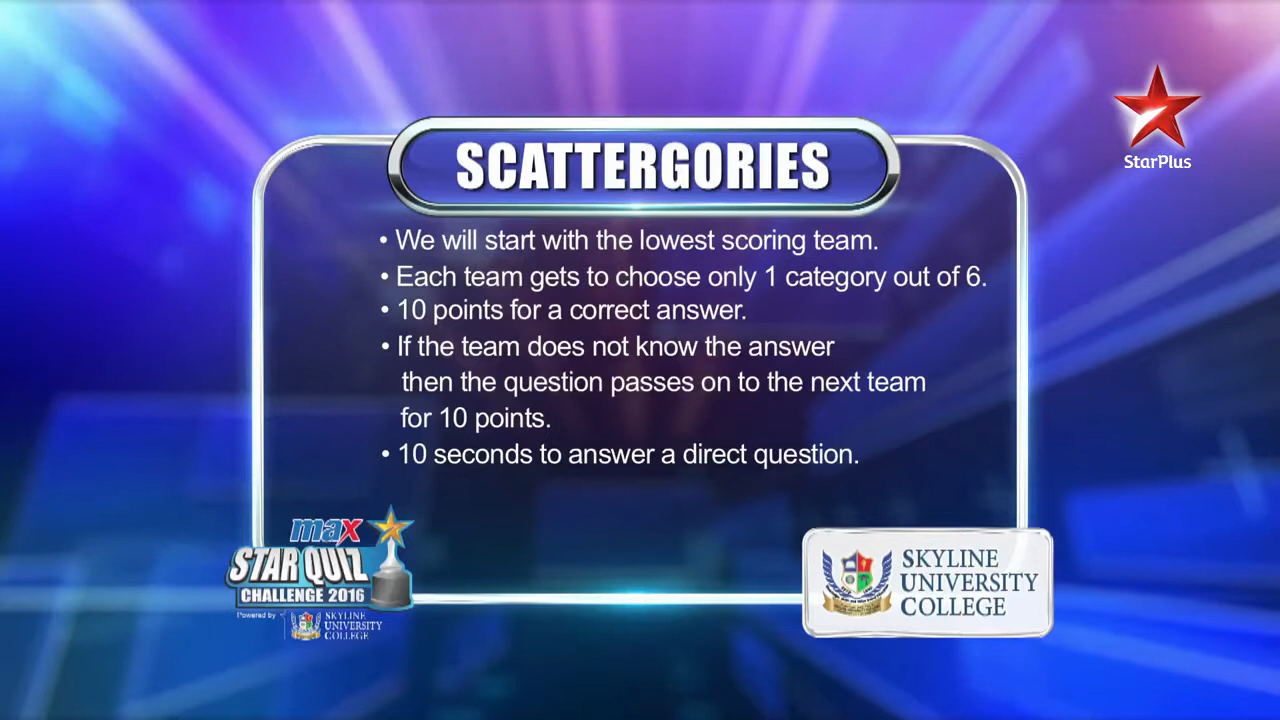 StarPlus
SCATTERGORIES
• We will start with the lowest scoring team.
• Each team gets to choose only 1 category out of 6.
• 10 points for a correct answer.
• If the team does not know the answer
then the question passes on to the next team
for 10 points.
• 10 seconds to answer a direct question.
max
STAR QUIZ
CHALLENGE 2016
Powered by
SKYLINE
UNIVERSITY
COLLEGE
SKYLINE
UNIVERSITY
COLLEGE